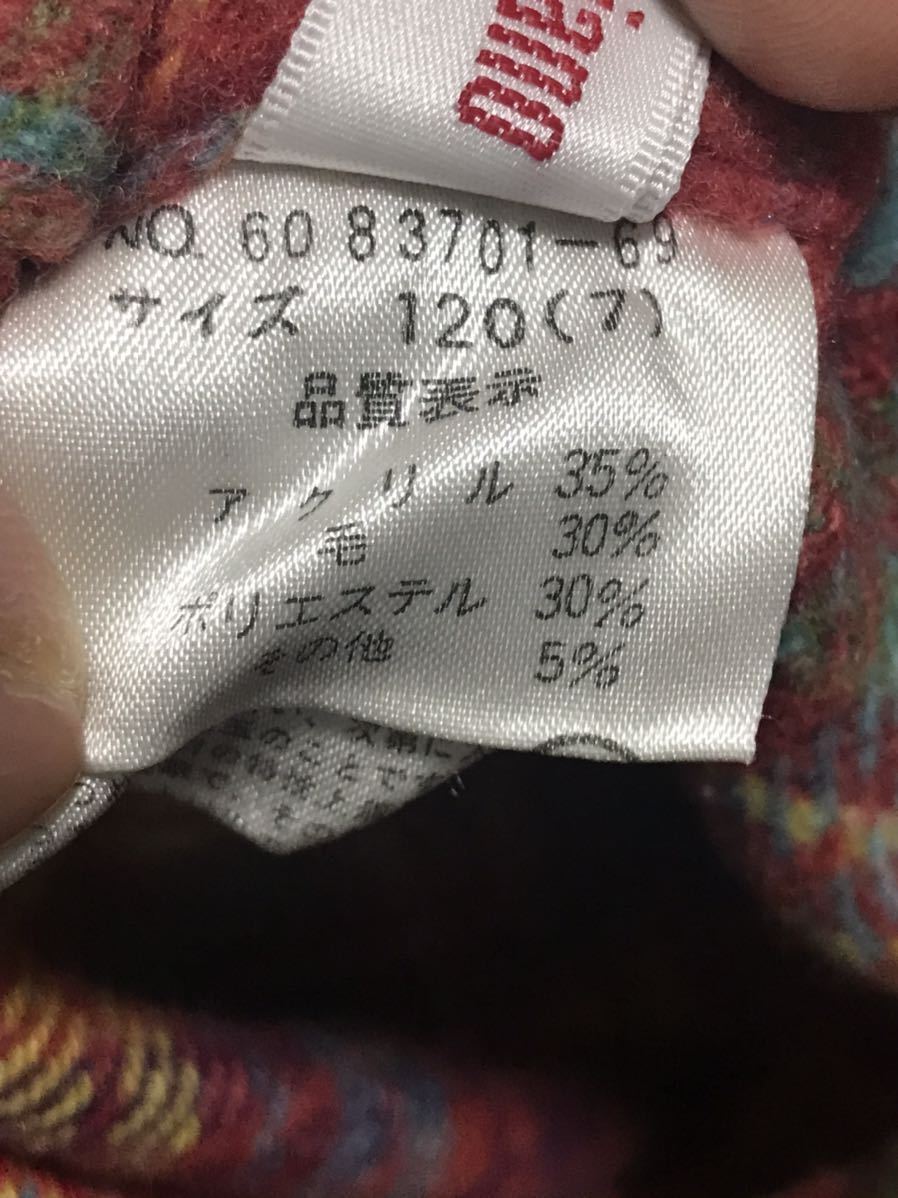 NO. 60 83701-69
サイズ 120(7)
品質表示
アクリル 35%
毛 30%
ポリエステル 30%
その他 5%